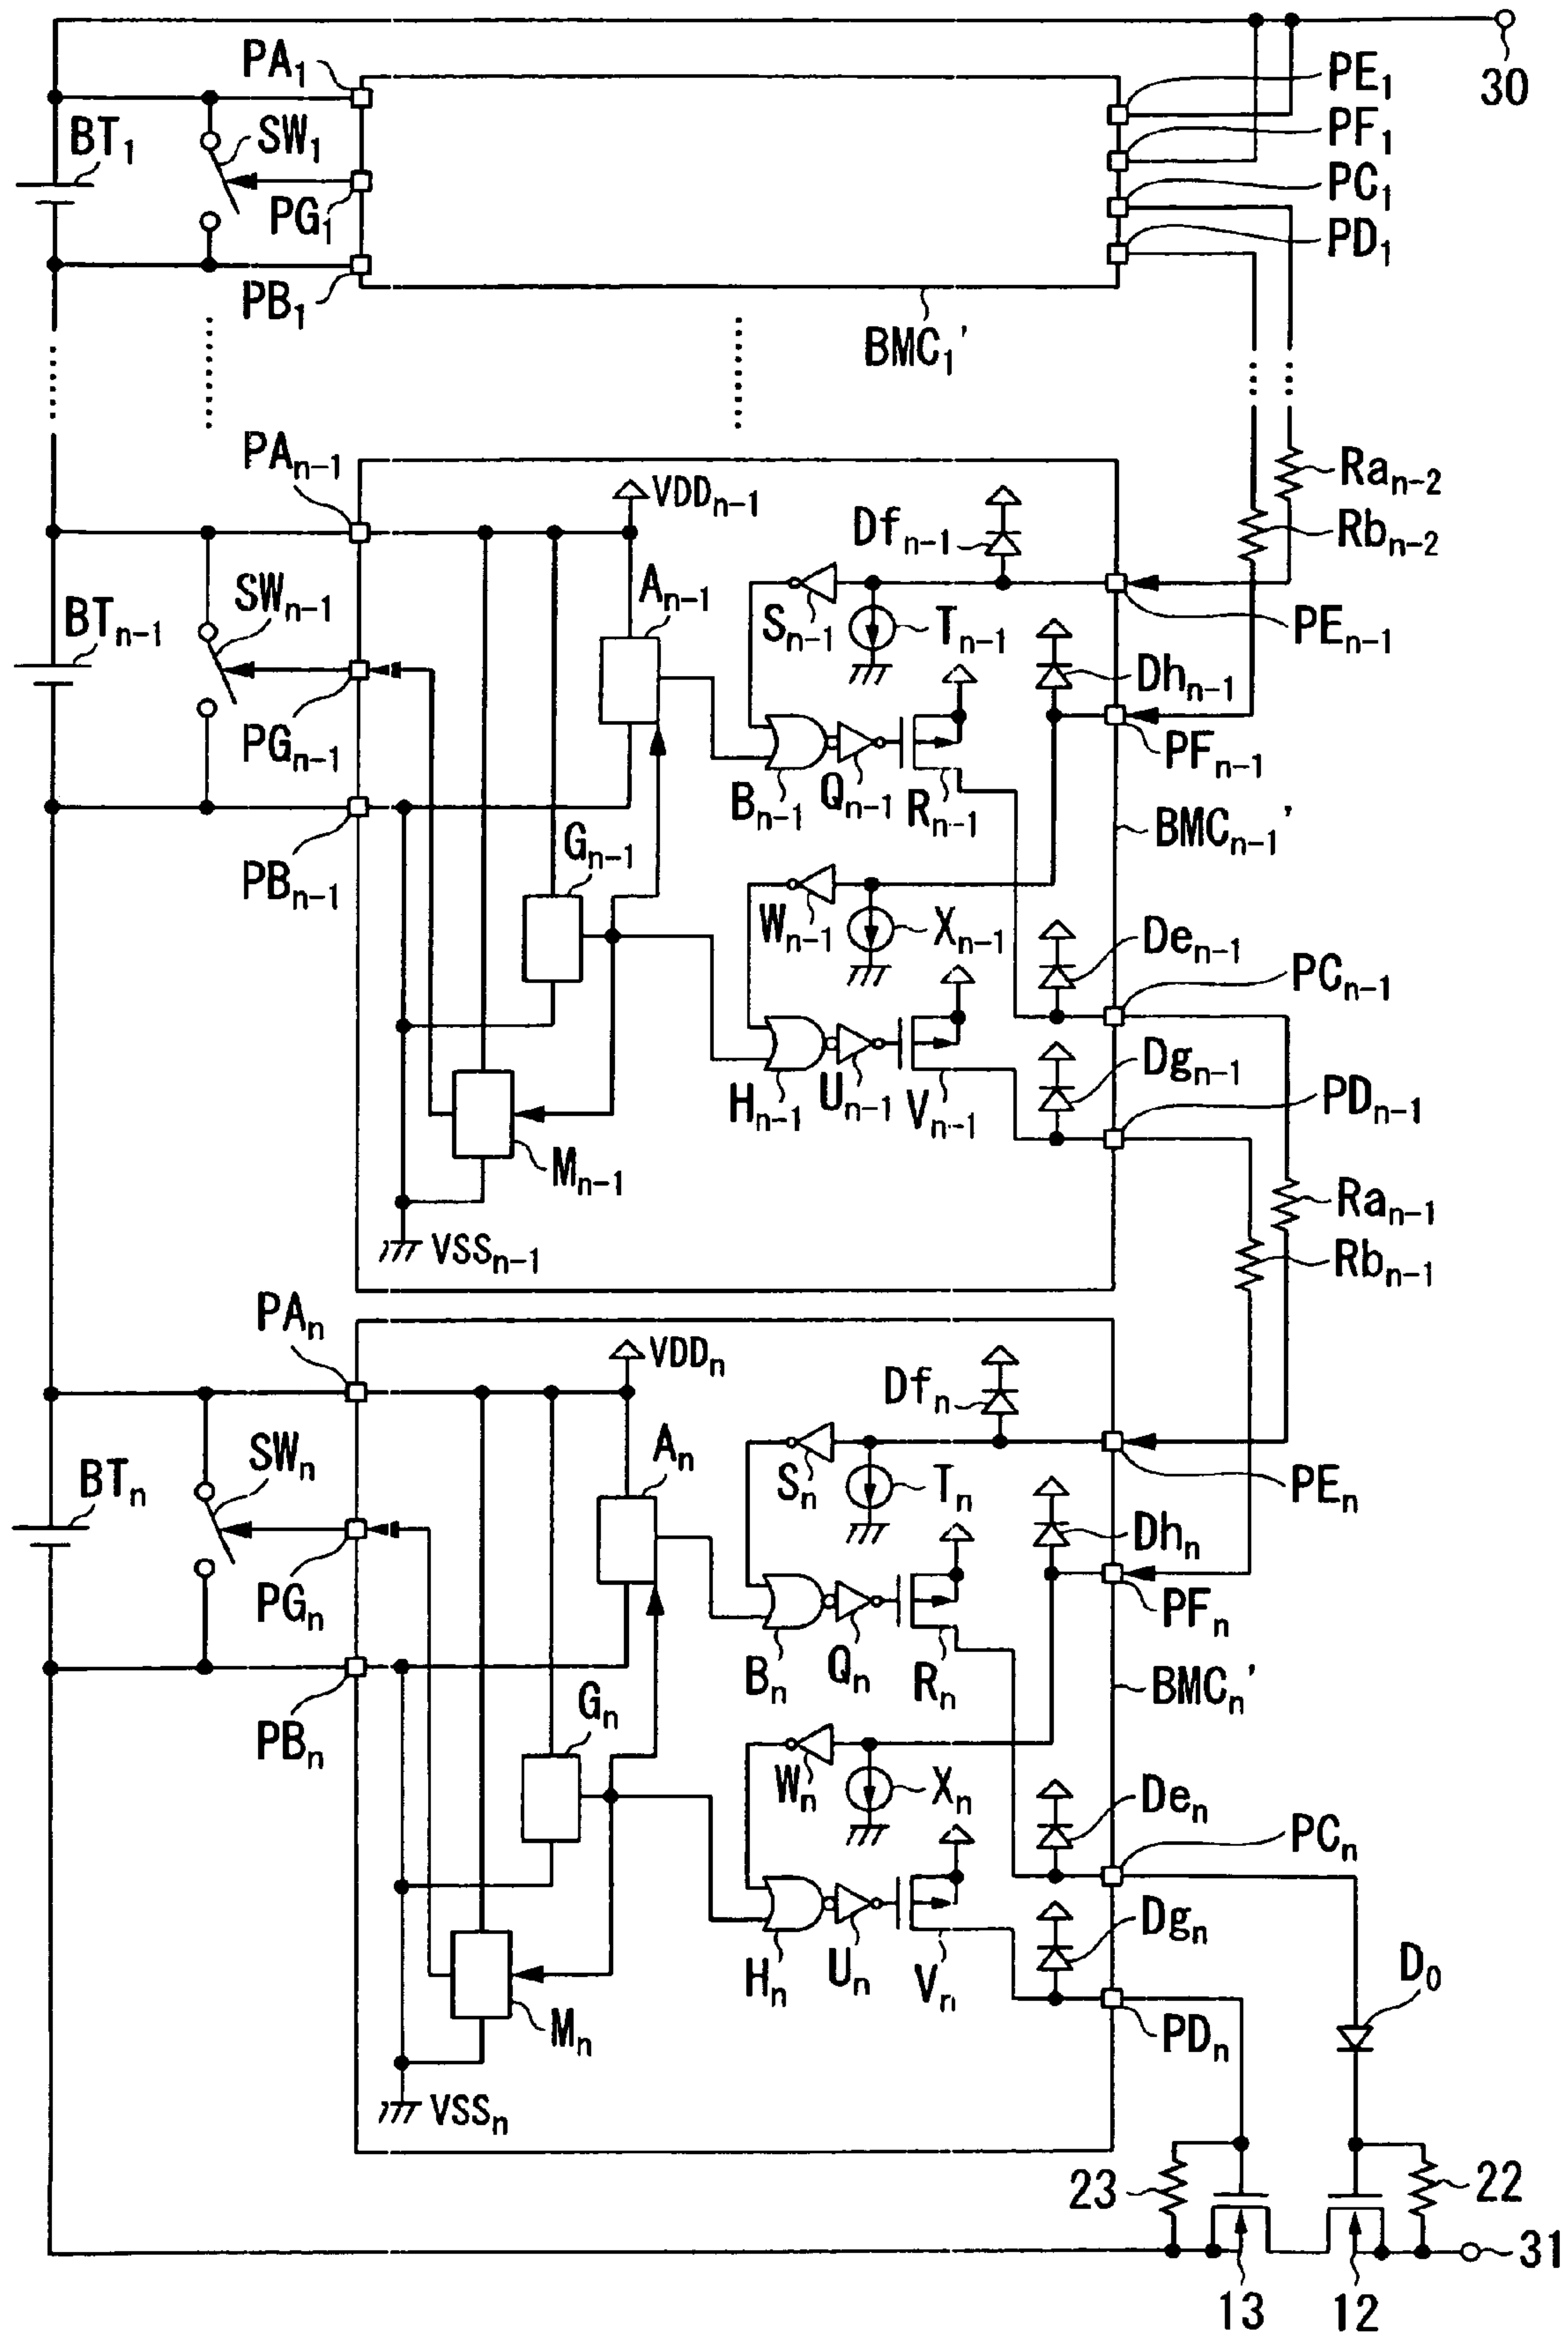 PA1
PE1
30
PF1
BT1
SW1
PC1
PG1
PD1
PB1
BMC1'
PAn-1
VDDn-1
Ran-2
Dfn-1
Rbn-2
An-1
SWn-1
BTn-1
Sn-1
Tn-1
PEn-1
Dhn-1
PGn-1
PFn-1
Bn-1
Qn-1
Rn-1
BMCn-1'
Gn-1
PBn-1
Wn-1
Xn-1
Den-1
PCn-1
Dgn-1
PDn-1
Hn-1
Un-1
Vn-1
Mn-1
Ran-1
VSSn-1
Rbn-1
PAn
VDDn
Dfn
An
SWn
BTn
Sn
Tn
PEn
Dhn
PGn
PFn
Bn
Qn
Rn
BMCn'
Gn
PBn
Wn
Xn
Den
PCn
Dgn
Hn
Un
Vn
D0
Mn
PDn
VSSn
23
22
31
13
12